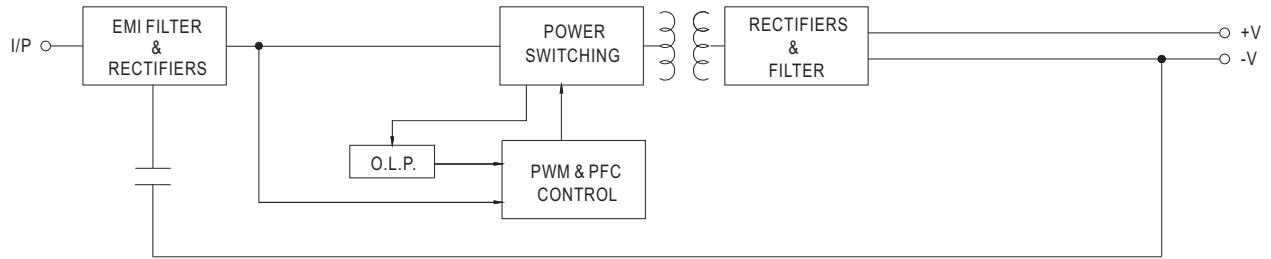 I/P
EMI FILTER
&
RECTIFIERS
POWER
SWITCHING
RECTIFIERS
&
FILTER
+V
-V
O.L.P.
PWM & PFC
CONTROL